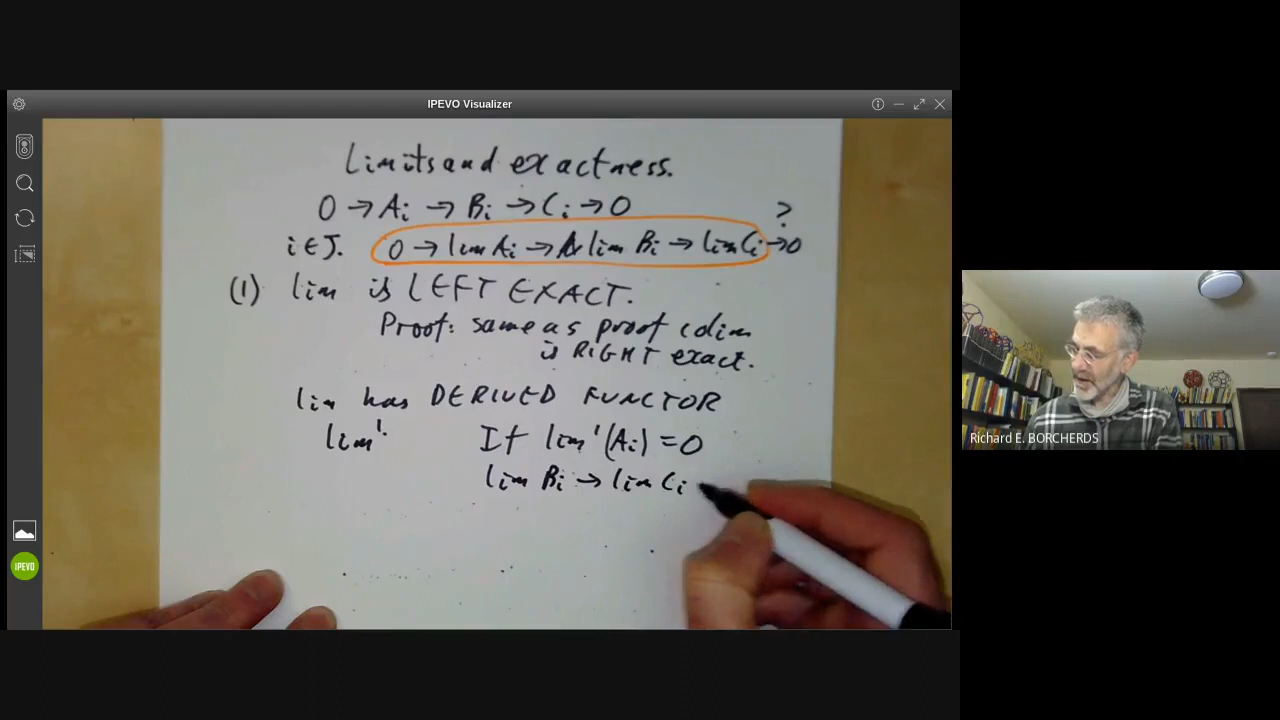 IPEVO Visualizer
Limits and exactness.
0 → Ai → Bi → Ci → 0 ?
i ∈ J. 0 → lim Ai → lim Bi → lim Ci → 0
(1) lim is LEFT EXACT.
Proof: same as proof colim
is RIGHT exact.
lim has DERIVED FUNCTOR
lim¹. If lim¹(Ai) = 0
lim Bi → lim Ci
Richard E. BORCHERDS
iPEVO